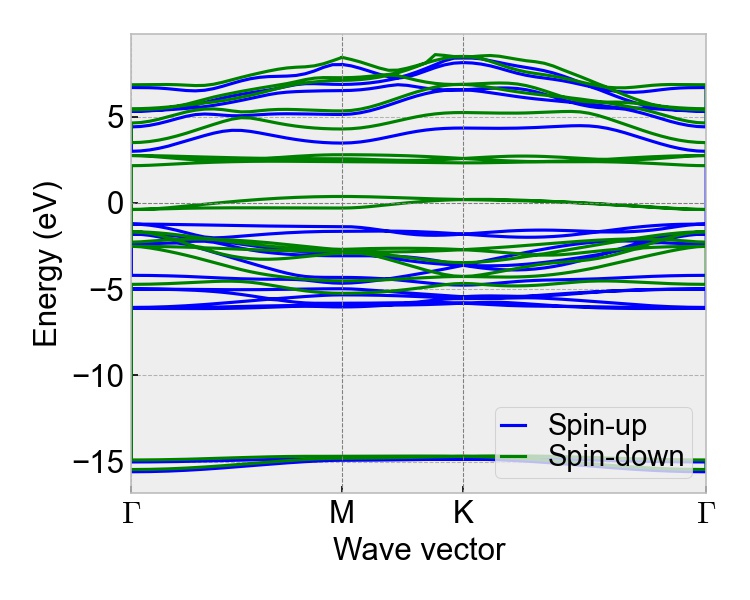 Energy (eV)
5
0
−5
−10
−15
Spin-up
Spin-down
Γ M K Γ
Wave vector